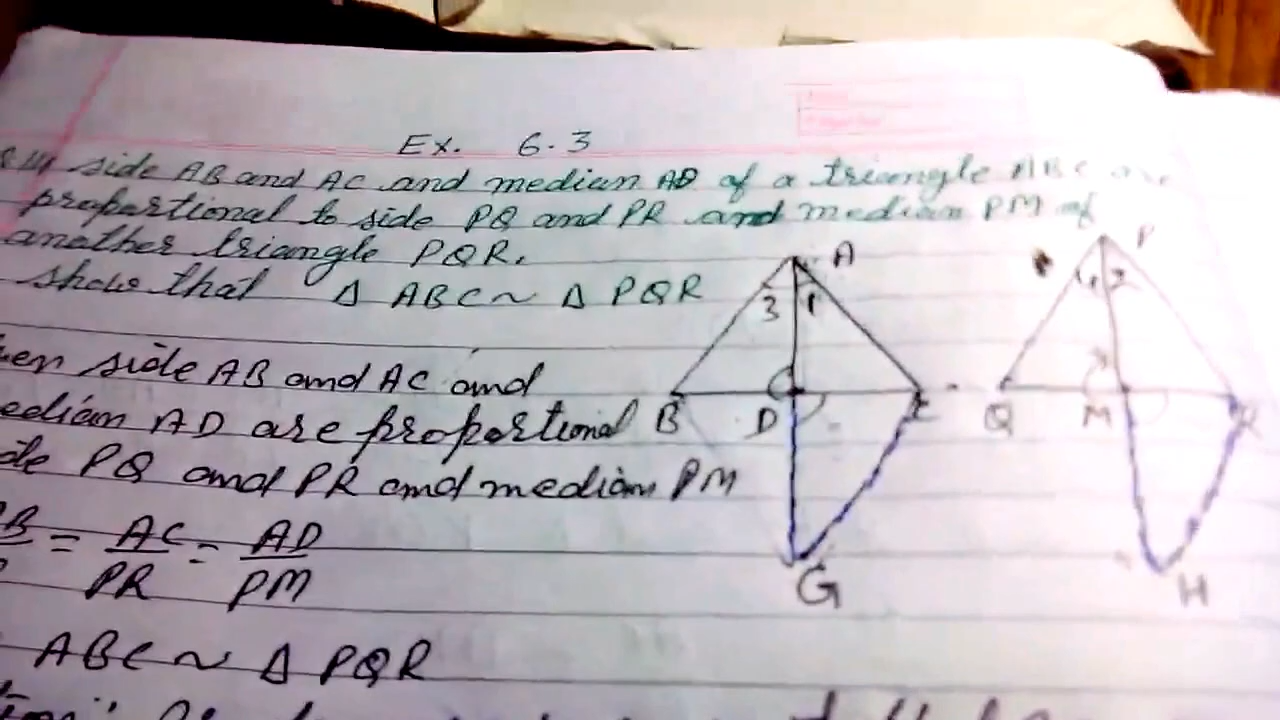 Ex. 6.3
side AB and AC and median AD of a triangle ABC
proportional to side PQ and PR and median PM of
another triangle PQR.
show that Δ ABC ~ Δ PQR
side AB and AC and
AD are proportional
PQ and PR and median PM
= AC/PR = AD/PM
ABC ~ Δ PQR
A
3 1
B D
G
P
4 2
Q M R
H